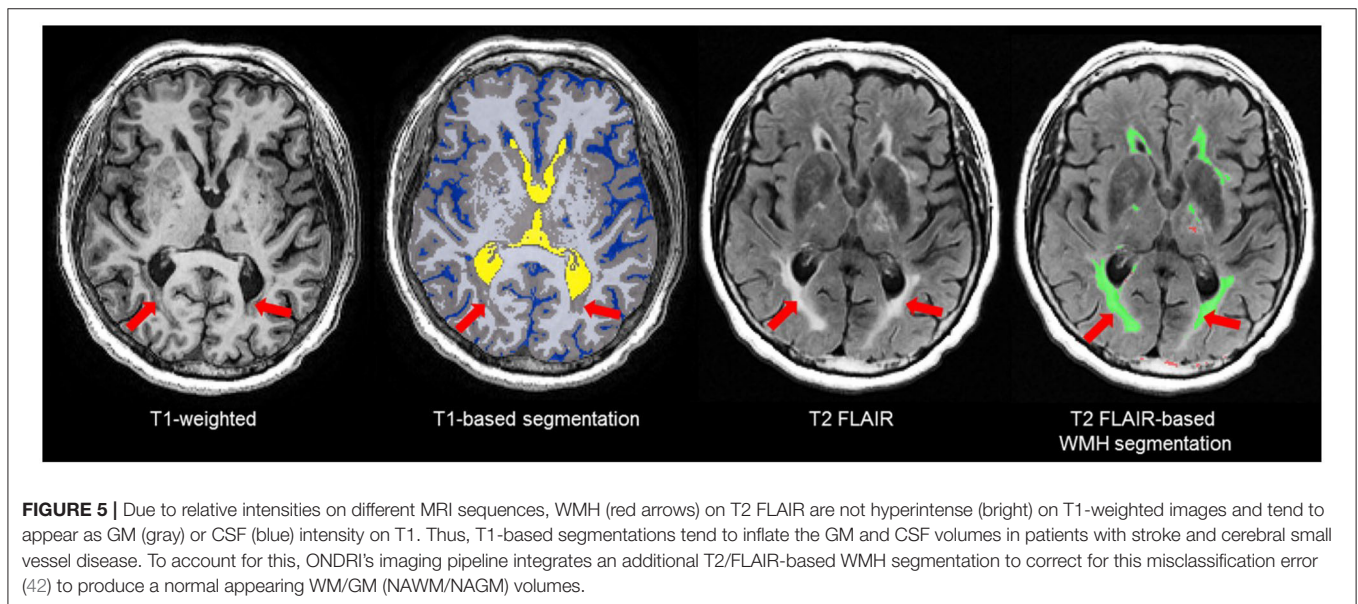 T1-weighted
T1-based segmentation
T2 FLAIR
T2 FLAIR-based
WMH segmentation
FIGURE 5 | Due to relative intensities on different MRI sequences, WMH (red arrows) on T2 FLAIR are not hyperintense (bright) on T1-weighted images and tend to
appear as GM (gray) or CSF (blue) intensity on T1. Thus, T1-based segmentations tend to inflate the GM and CSF volumes in patients with stroke and cerebral small
vessel disease. To account for this, ONDRI's imaging pipeline integrates an additional T2/FLAIR-based WMH segmentation to correct for this misclassification error
(42) to produce a normal appearing WM/GM (NAWM/NAGM) volumes.